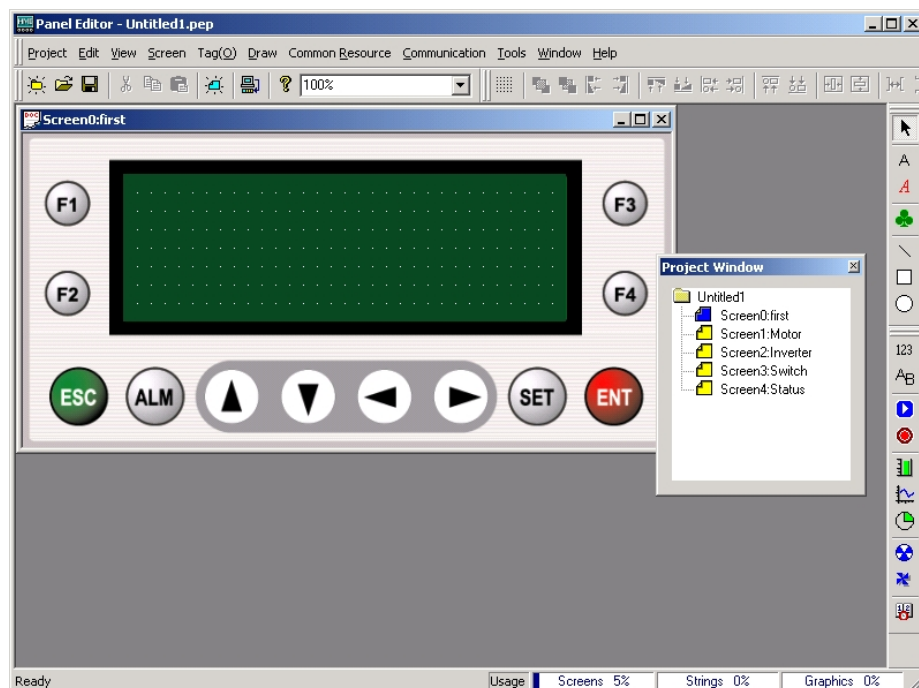 Panel Editor - Untitled1.pep
Project Edit View Screen Tag(O) Draw Common Resource Communication Tools Window Help
100%
Screen0:first
F1
F3
F2
F4
ESC ALM SET ENT
Project Window
Untitled1
Screen0:first
Screen1:Motor
Screen2:Inverter
Screen3:Switch
Screen4:Status
A
A
123
AB
Ready Usage Screens 5% Strings 0% Graphics 0%